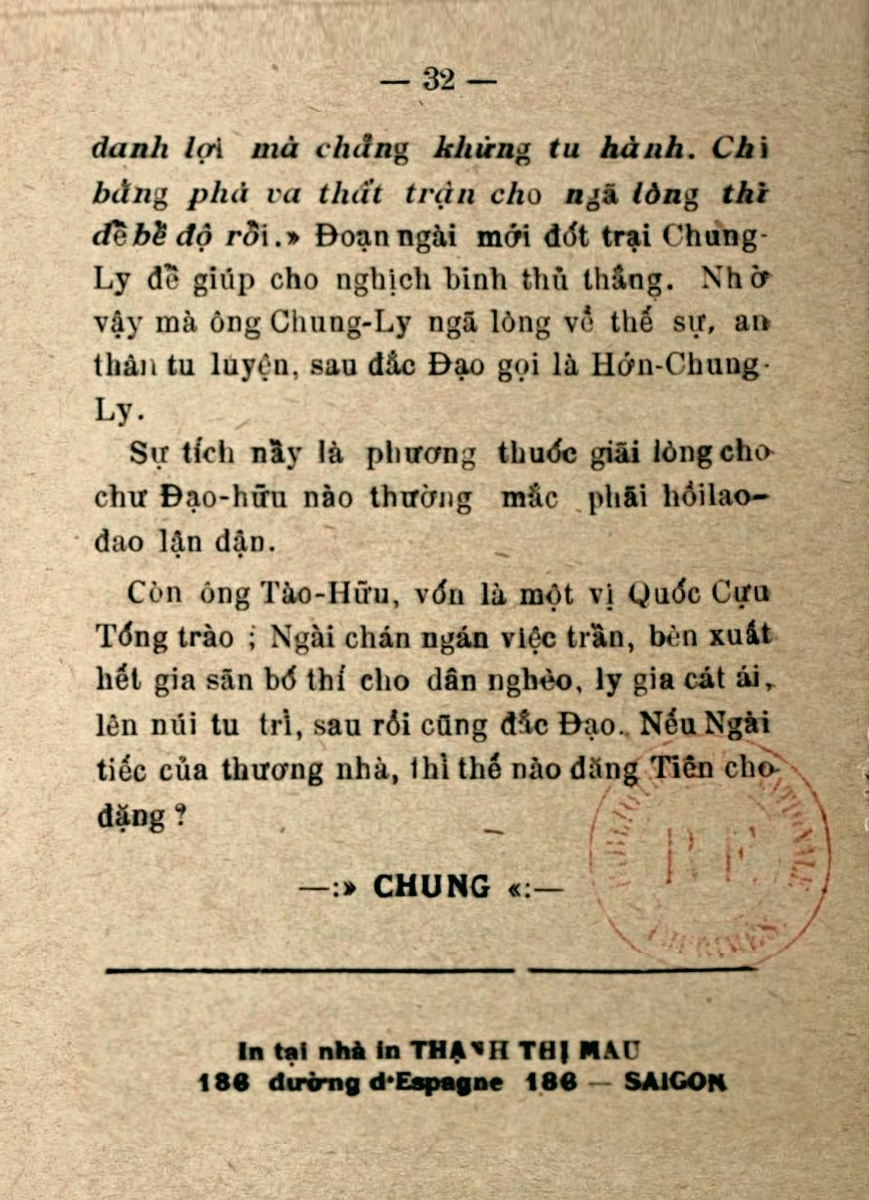 — 32 —
danh lợi mà chẳng khứng tu hành. Chi
bằng phá va thất trận cho ngã lòng thì
dề bề độ rồi.» Đoạn ngài mới đốt trại Chung-
Ly đề giúp cho nghịch binh thủ thắng. Nhờ
vậy mà ông Chung-Ly ngã lòng về thế sự, an
thân tu luyện, sau đắc Đạo gọi là Hớn-Chung-
Ly.
Sự tích nầy là phương thuốc giãi lòng cho
chư Đạo-hữu nào thường mắc phãi hồi lao-
đao lận dận.
Còn ông Tào-Hữu, vốn là một vị Quốc Cựu
Tống trào ; Ngài chán ngán việc trần, bèn xuất
hết gia sãn bố thí cho dân nghèo, ly gia cát ái,
lên núi tu trì, sau rồi cũng đắc Đạo. Nếu Ngài
tiếc của thương nhà, thì thế nào đăng Tiên cho
đặng ?
—:» CHUNG «:—
In tại nhà in THẠNH THỊ MAU
186 đường d'Espagne 186 — SAIGON